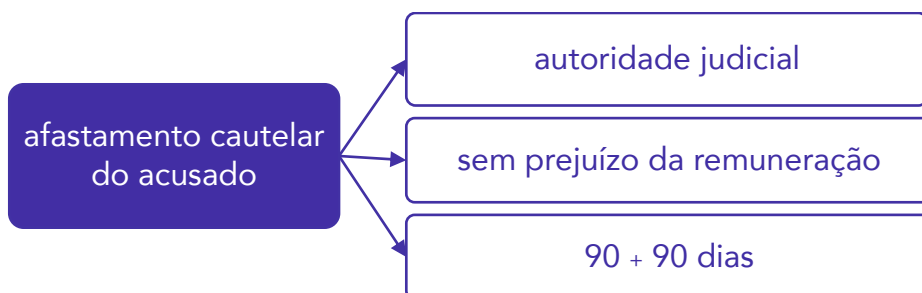 afastamento cautelar
do acusado
autoridade judicial
sem prejuízo da remuneração
90 + 90 dias